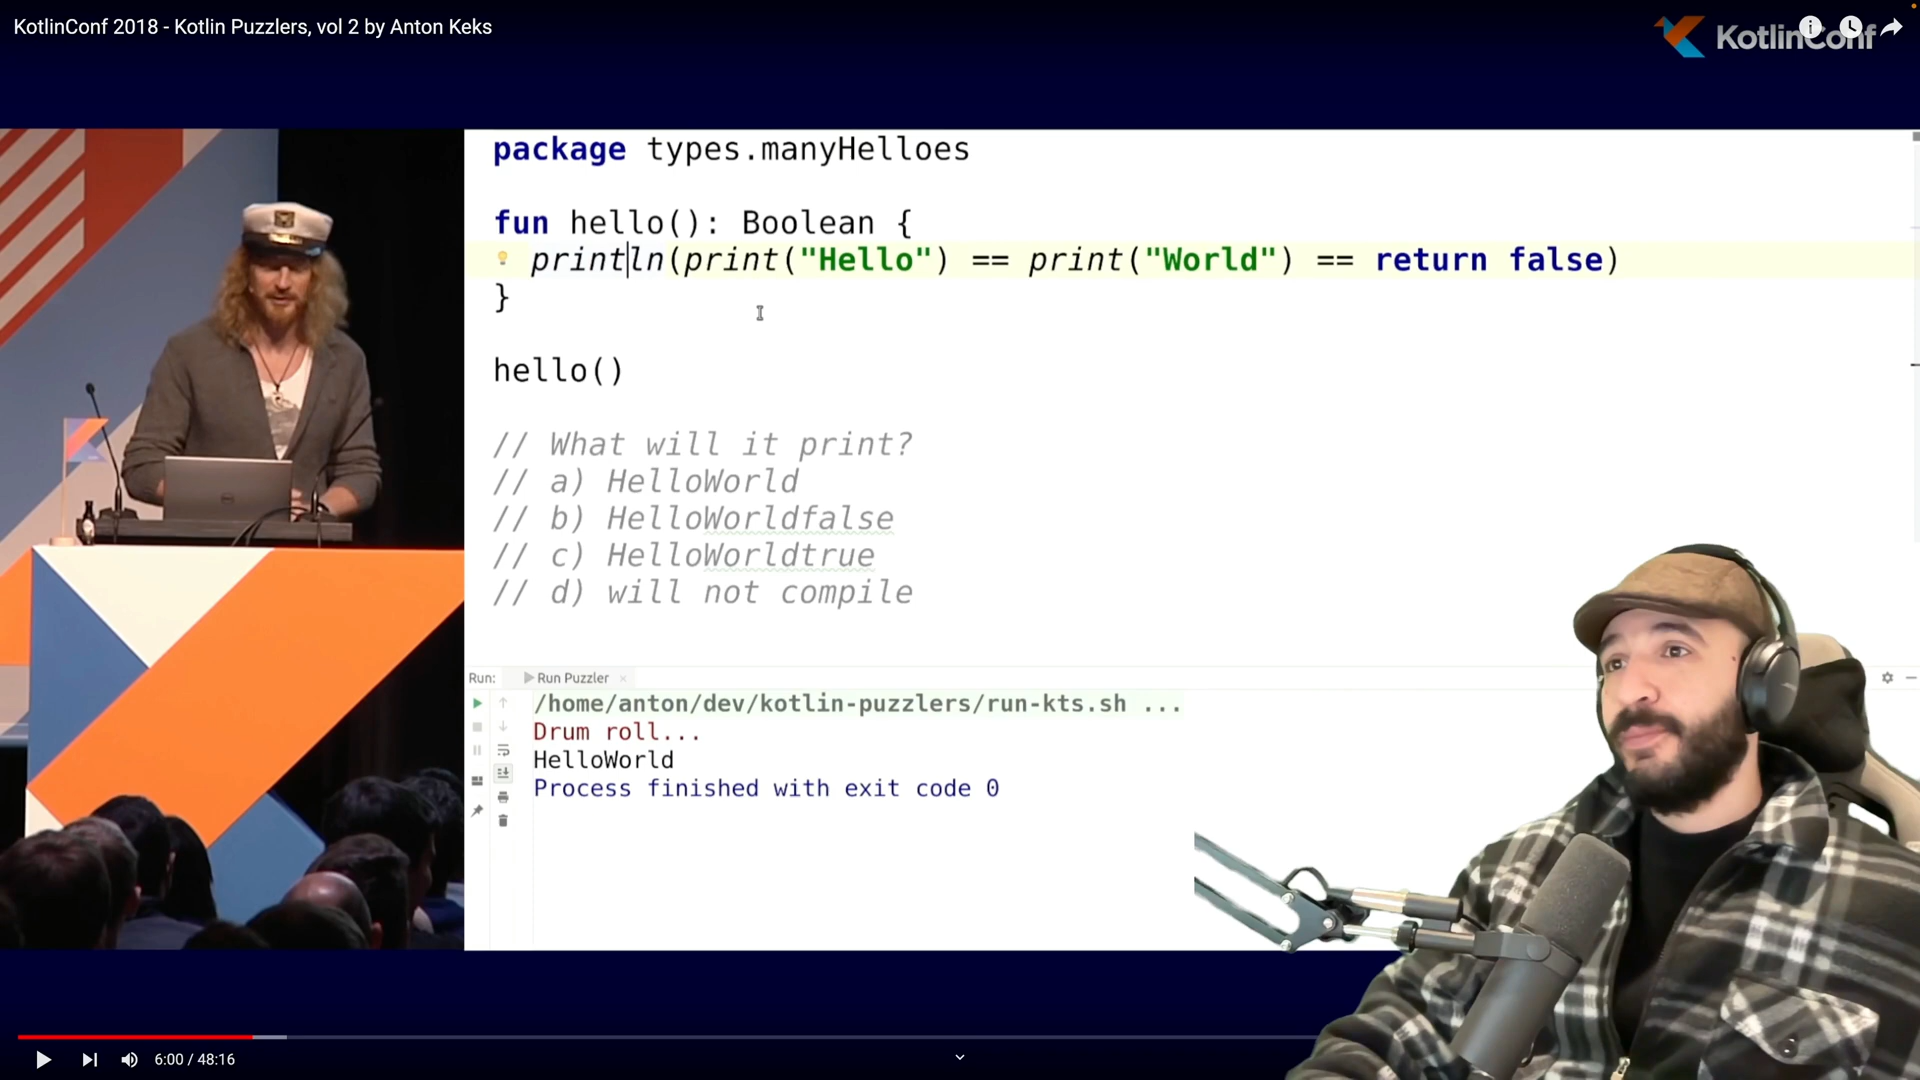 KotlinConf 2018 - Kotlin Puzzlers, vol 2 by Anton Keks
KotlinConf
package types.manyHelloes
fun hello(): Boolean {
println(print("Hello") == print("World") == return false)
}
hello()
// What will it print?
// a) HelloWorld
// b) HelloWorldfalse
// c) HelloWorldtrue
// d) will not compile
Run: Run Puzzler
/home/anton/dev/kotlin-puzzlers/run-kts.sh ...
Drum roll...
HelloWorld
Process finished with exit code 0
6:00 / 48:16